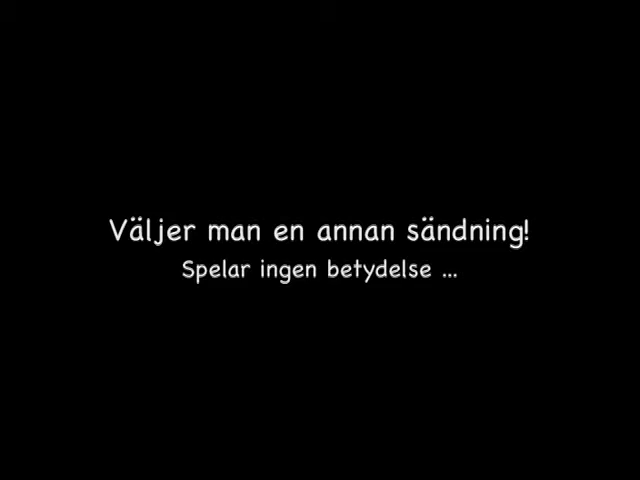 Väljer man en annan sändning!
Spelar ingen betydelse ...